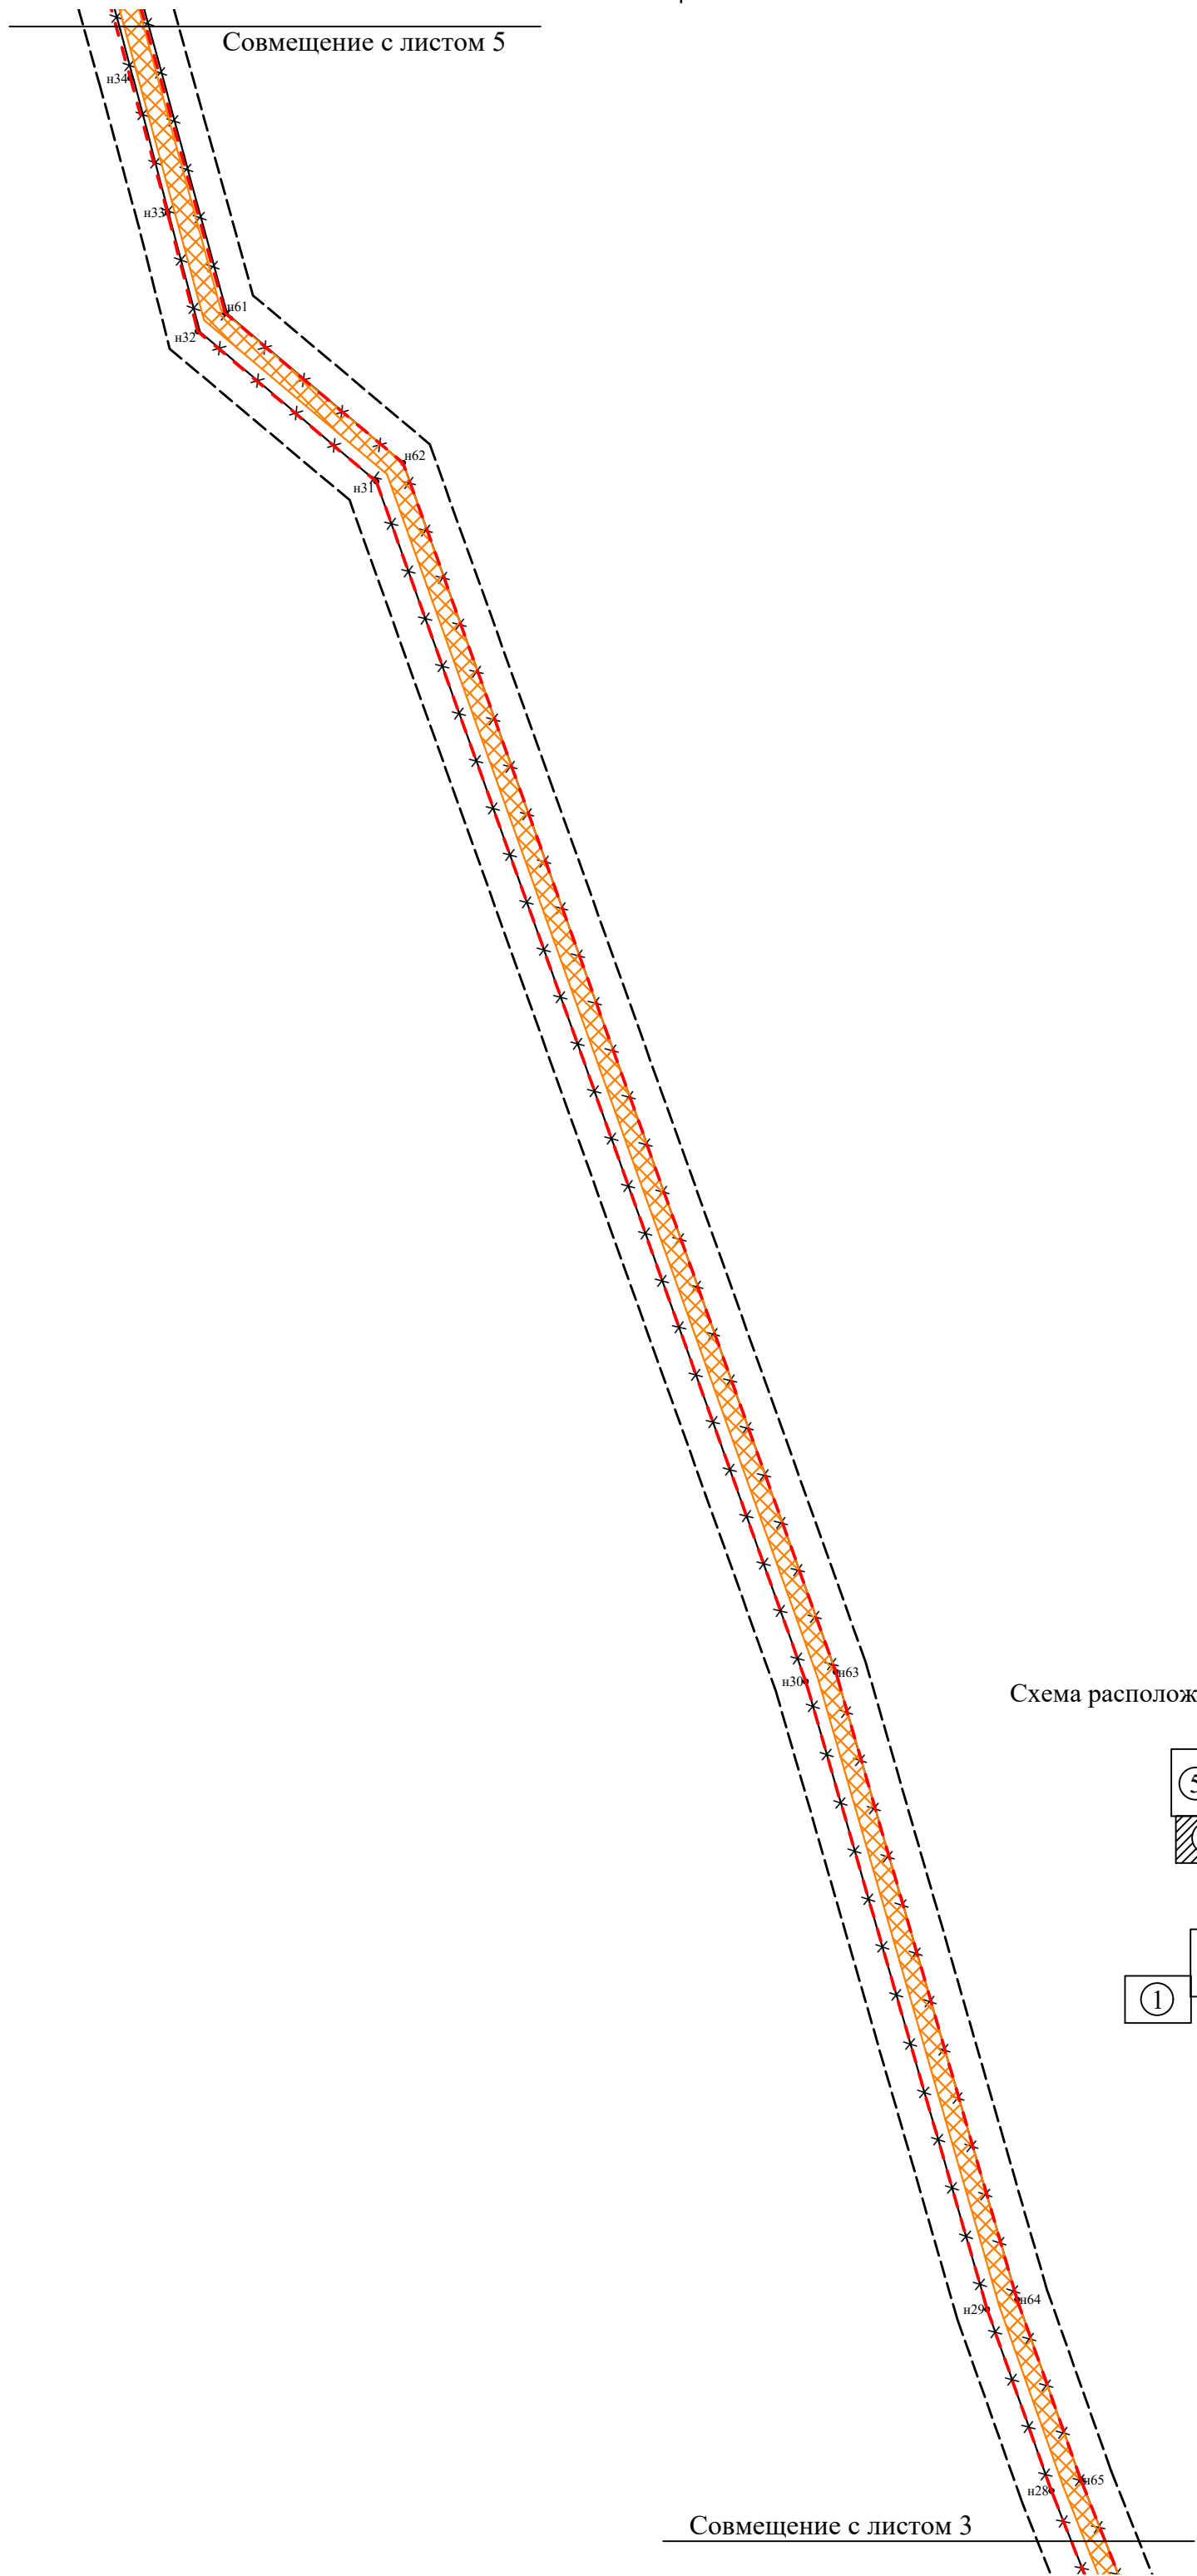 Совмещение с листом 5
н34
н33
н61
н32
н62
н31
н63
н30
Схема располож
5
1
н64
н29
н65
н28
Совмещение с листом 3